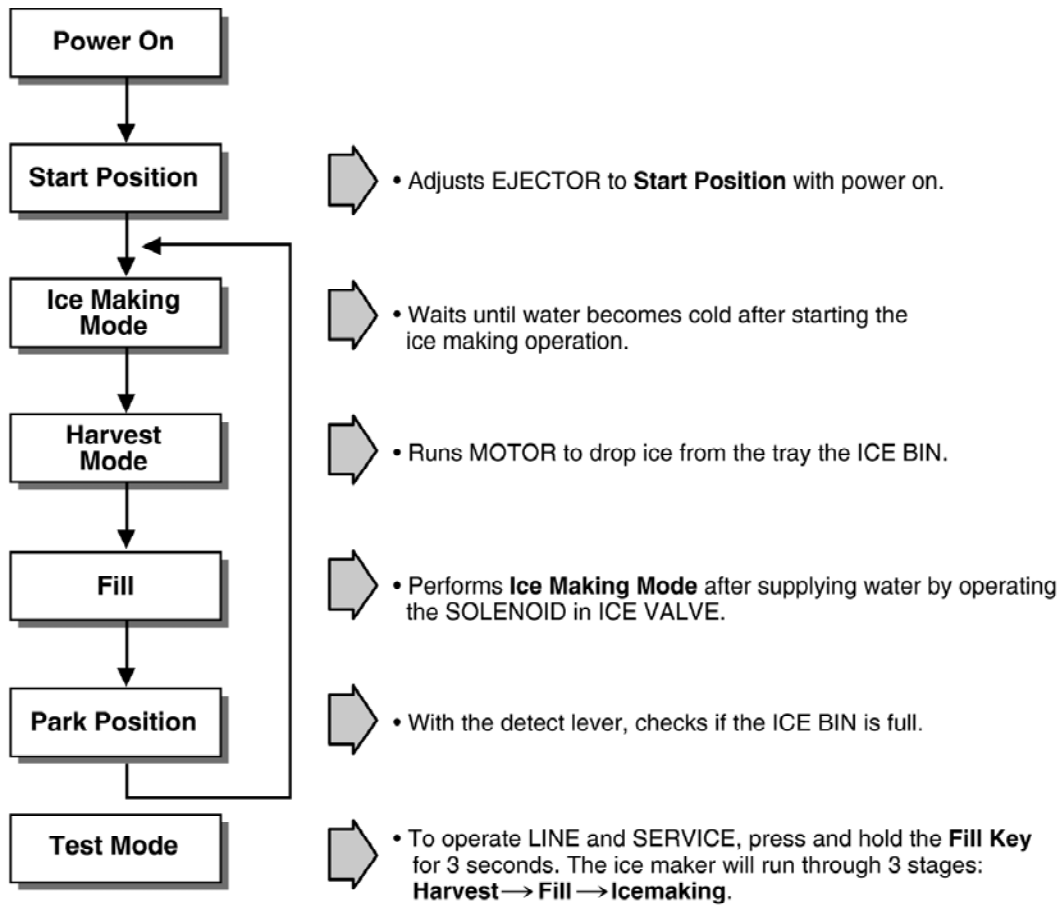 Power On
Start Position
• Adjusts EJECTOR to Start Position with power on.
Ice Making
Mode
• Waits until water becomes cold after starting the
ice making operation.
Harvest
Mode
• Runs MOTOR to drop ice from the tray the ICE BIN.
Fill
• Performs Ice Making Mode after supplying water by operating
the SOLENOID in ICE VALVE.
Park Position
• With the detect lever, checks if the ICE BIN is full.
Test Mode
• To operate LINE and SERVICE, press and hold the Fill Key
for 3 seconds. The ice maker will run through 3 stages:
Harvest→Fill→Icemaking.